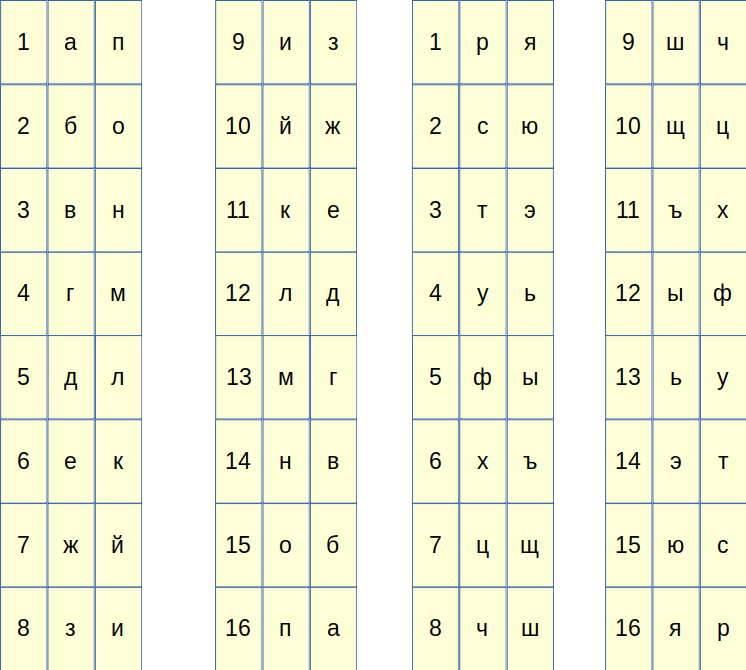 1 а п 9 и з 1 р я 9 ш ч
2 б о 10 й ж 2 с ю 10 щ ц
3 в н 11 к е 3 т э 11 ъ х
4 г м 12 л д 4 у ь 12 ы ф
5 д л 13 м г 5 ф ы 13 ь у
6 е к 14 н в 6 х ъ 14 э т
7 ж й 15 о б 7 ц щ 15 ю с
8 з и 16 п а 8 ч ш 16 я р